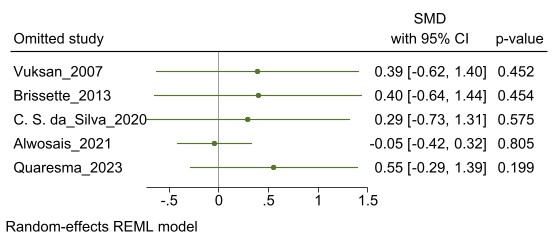 SMD
Omitted study with 95% CI p-value
Vuksan_2007 0.39 [-0.62, 1.40] 0.452
Brissette_2013 0.40 [-0.64, 1.44] 0.454
C. S. da_Silva_2020 0.29 [-0.73, 1.31] 0.575
Alwosais_2021 -0.05 [-0.42, 0.32] 0.805
Quaresma_2023 0.55 [-0.29, 1.39] 0.199
-.5 0 .5 1 1.5
Random-effects REML model